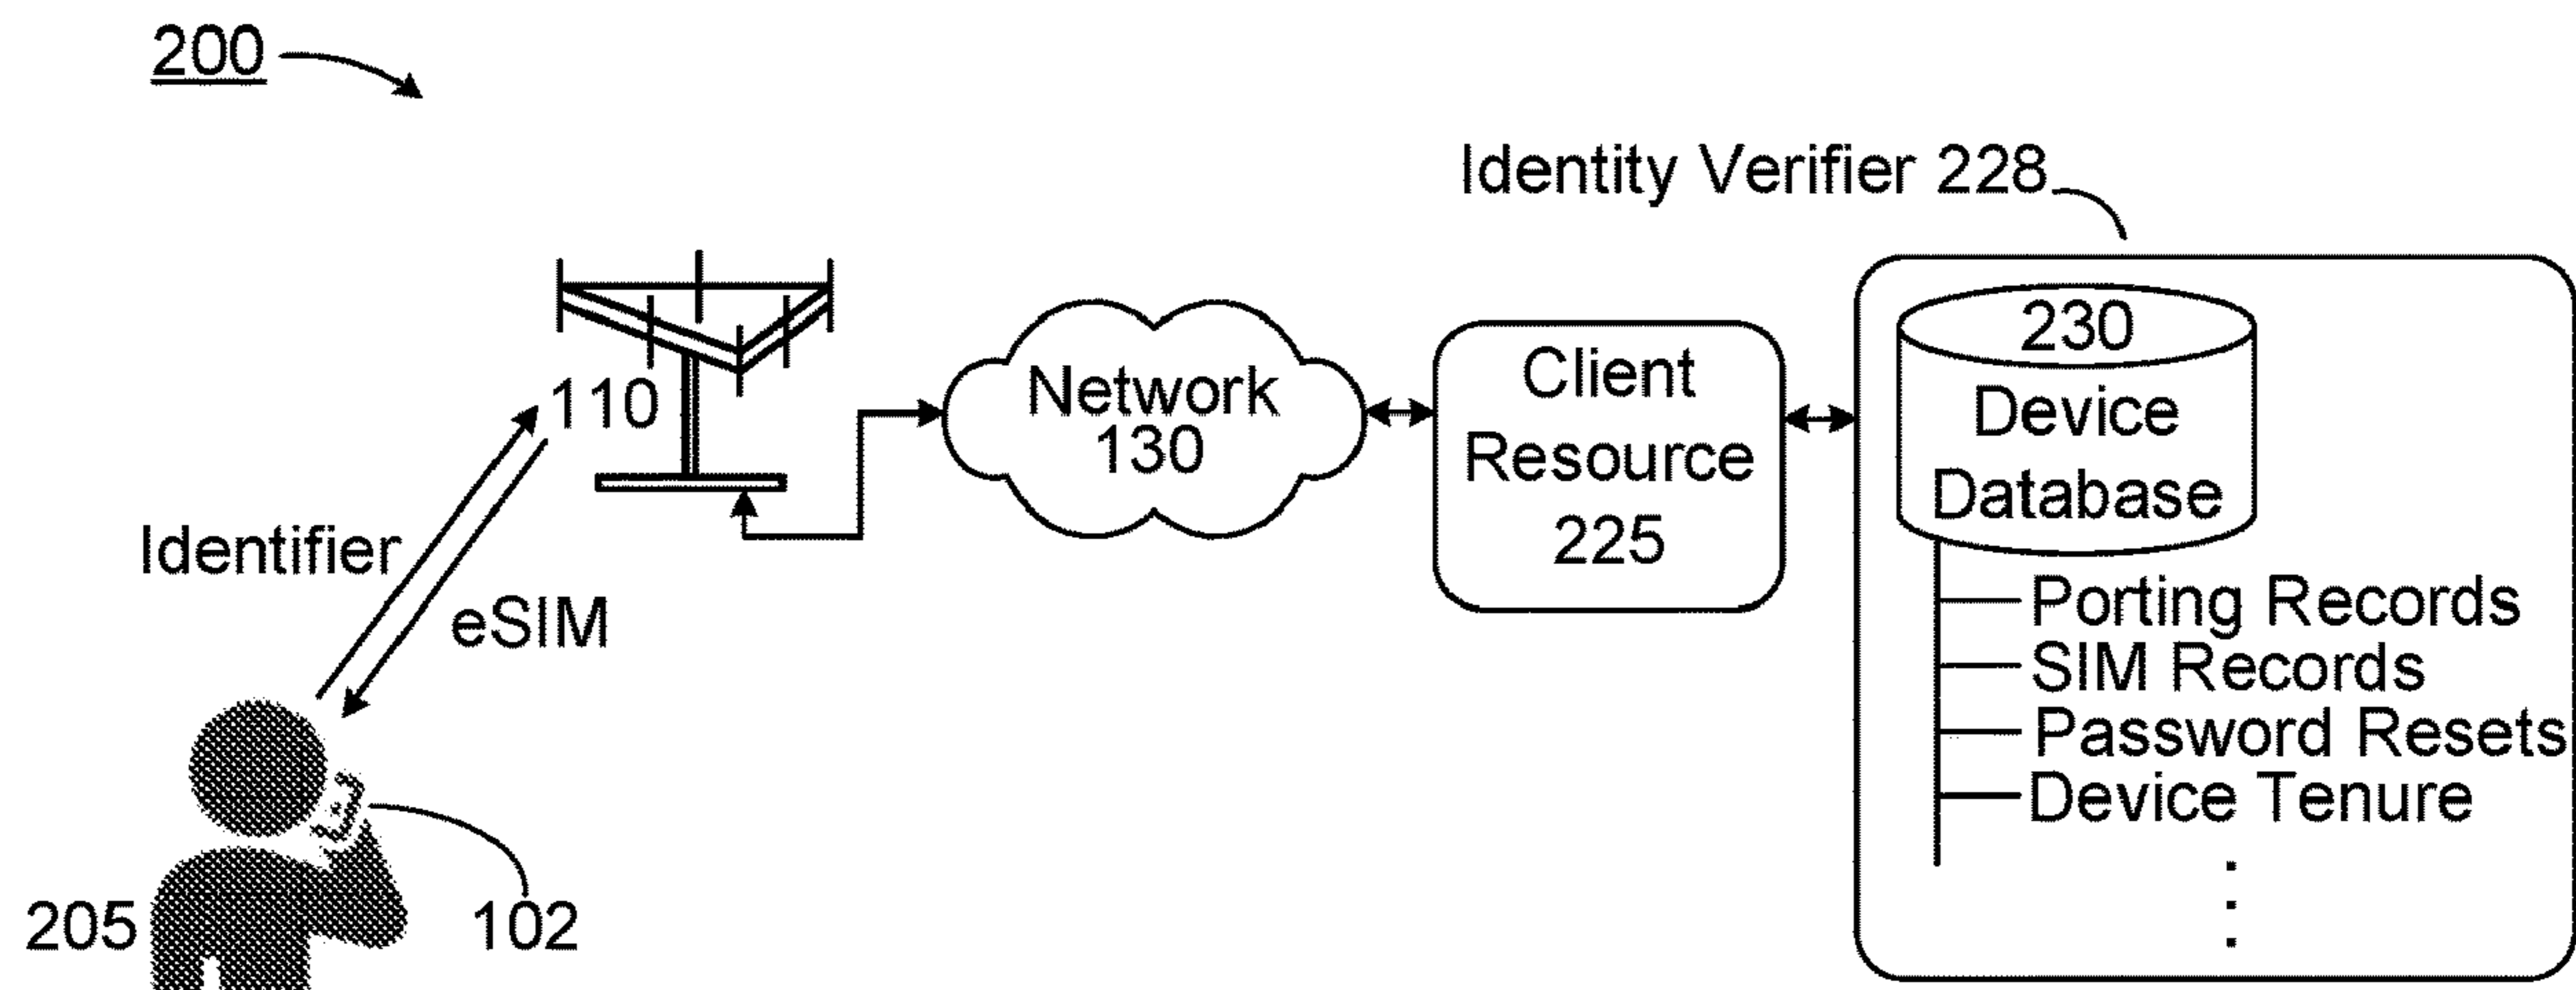 200
Identity Verifier 228
230
Device
Database
Client
Resource
225
Network
130
110
Identifier
eSIM
Porting Records
SIM Records
Password Resets
Device Tenure
205
102